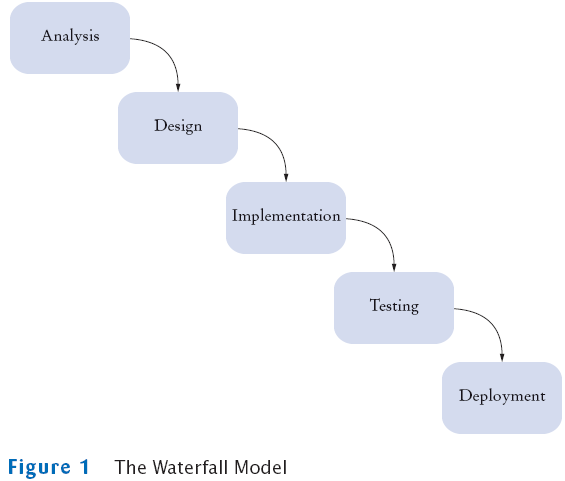 Analysis
Design
Implementation
Testing
Deployment
Figure 1 The Waterfall Model